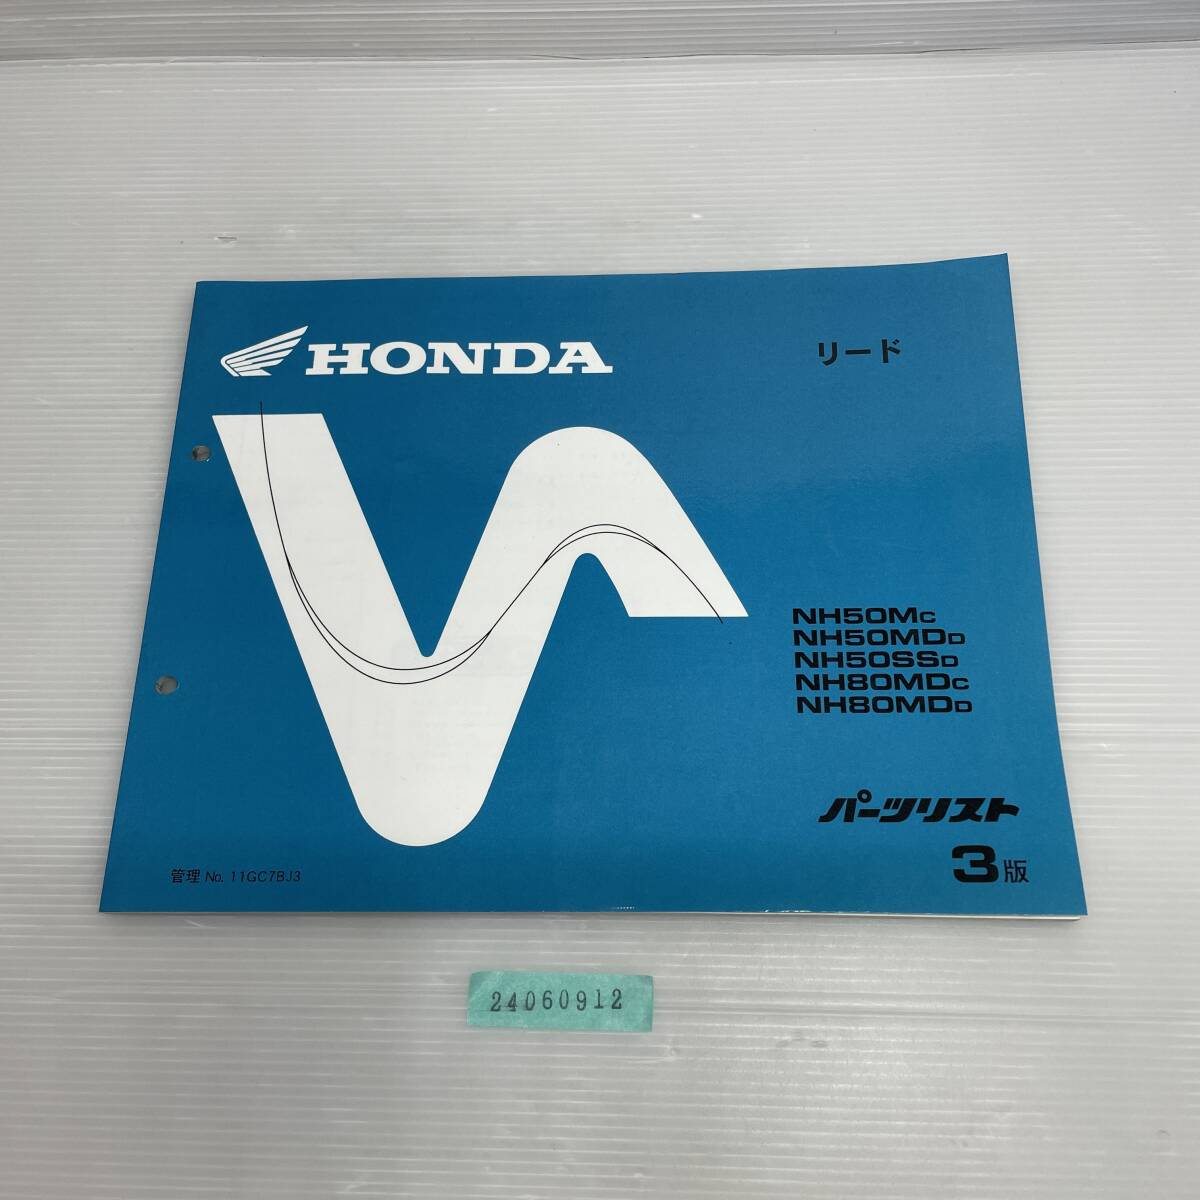 HONDA
リード
NH50MC
NH50MDD
NH50SSD
NH80MDC
NH80MDD
パーツリスト
3版
管理 No. 11GC7BJ3
24060912